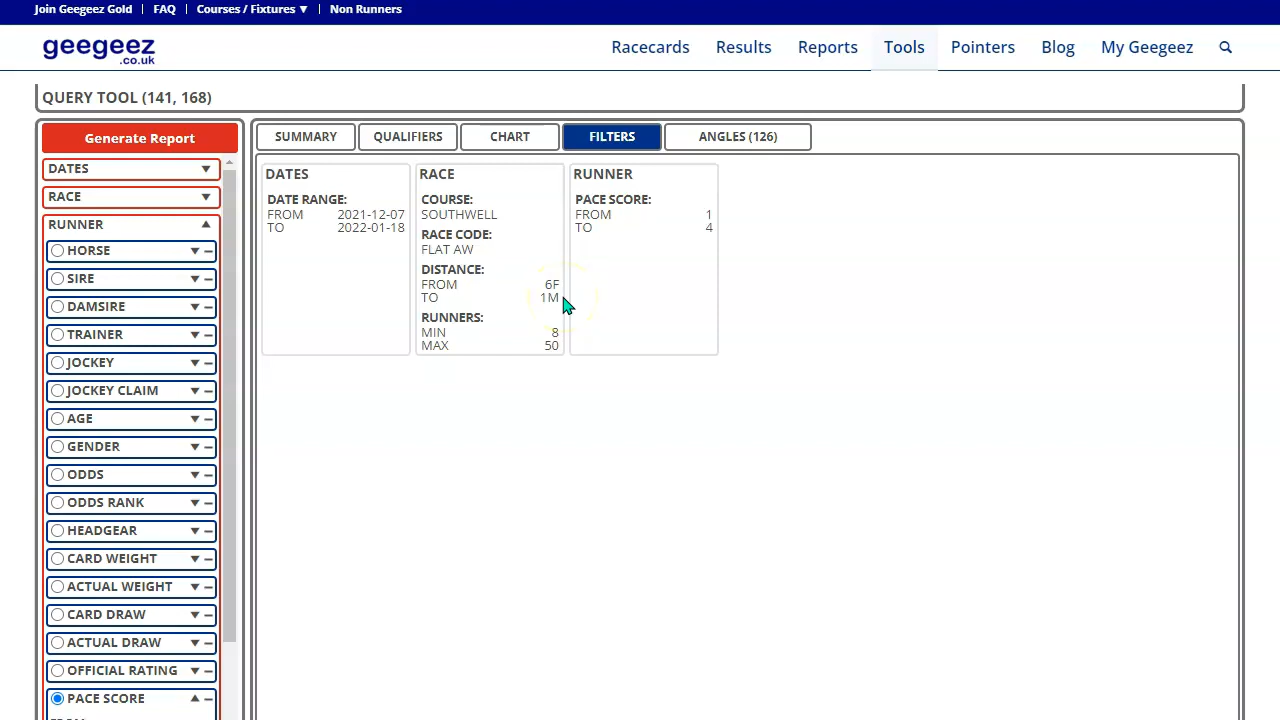 Join Geegeez Gold | FAQ | Courses / Fixtures ▼ | Non Runners
geegeez
.co.uk
Racecards Results Reports Tools Pointers Blog My Geegeez
QUERY TOOL (141, 168)
Generate Report
DATES
RACE
RUNNER
HORSE
SIRE
DAMSIRE
TRAINER
JOCKEY
JOCKEY CLAIM
AGE
GENDER
ODDS
ODDS RANK
HEADGEAR
CARD WEIGHT
ACTUAL WEIGHT
CARD DRAW
ACTUAL DRAW
OFFICIAL RATING
PACE SCORE
SUMMARY QUALIFIERS CHART FILTERS ANGLES (126)
DATES
DATE RANGE:
FROM 2021-12-07
TO 2022-01-18
RACE
COURSE:
SOUTHWELL
RACE CODE:
FLAT AW
DISTANCE:
FROM 6F
TO 1M
RUNNERS:
MIN 8
MAX 50
RUNNER
PACE SCORE:
FROM 1
TO 4